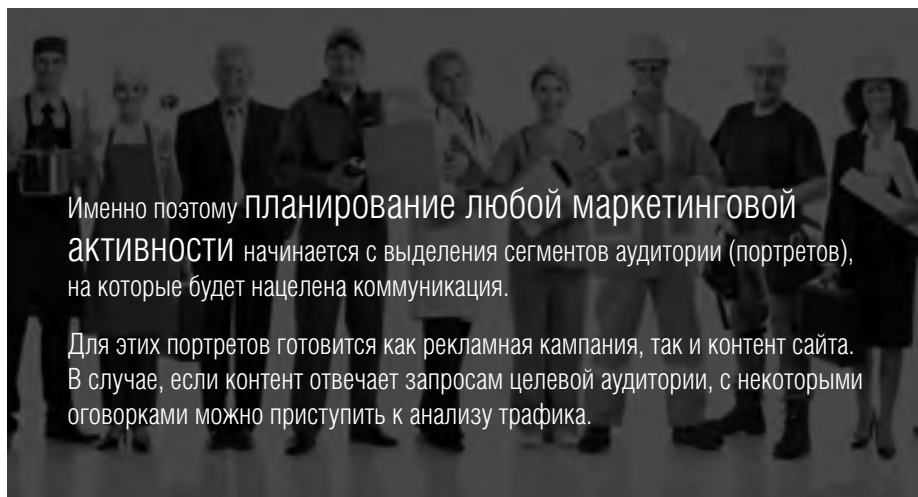 Именно поэтому планирование любой маркетинговой
активности начинается с выделения сегментов аудитории (портретов),
на которые будет нацелена коммуникация.
Для этих портретов готовится как рекламная кампания, так и контент сайта.
В случае, если контент отвечает запросам целевой аудитории, с некоторыми
оговорками можно приступить к анализу трафика.